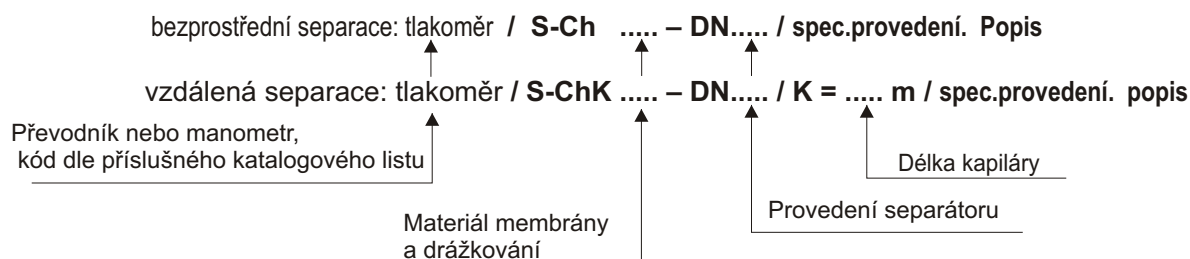 bezprostřední separace: tlakoměr / S-Ch ..... – DN..... / spec.provedení. Popis
vzdálená separace: tlakoměr / S-ChK ..... – DN..... / K = ..... m / spec.provedení. popis
Převodník nebo manometr,
kód dle příslušného katalogového listu
Délka kapiláry
Provedení separátoru
Materiál membrány
a drážkování